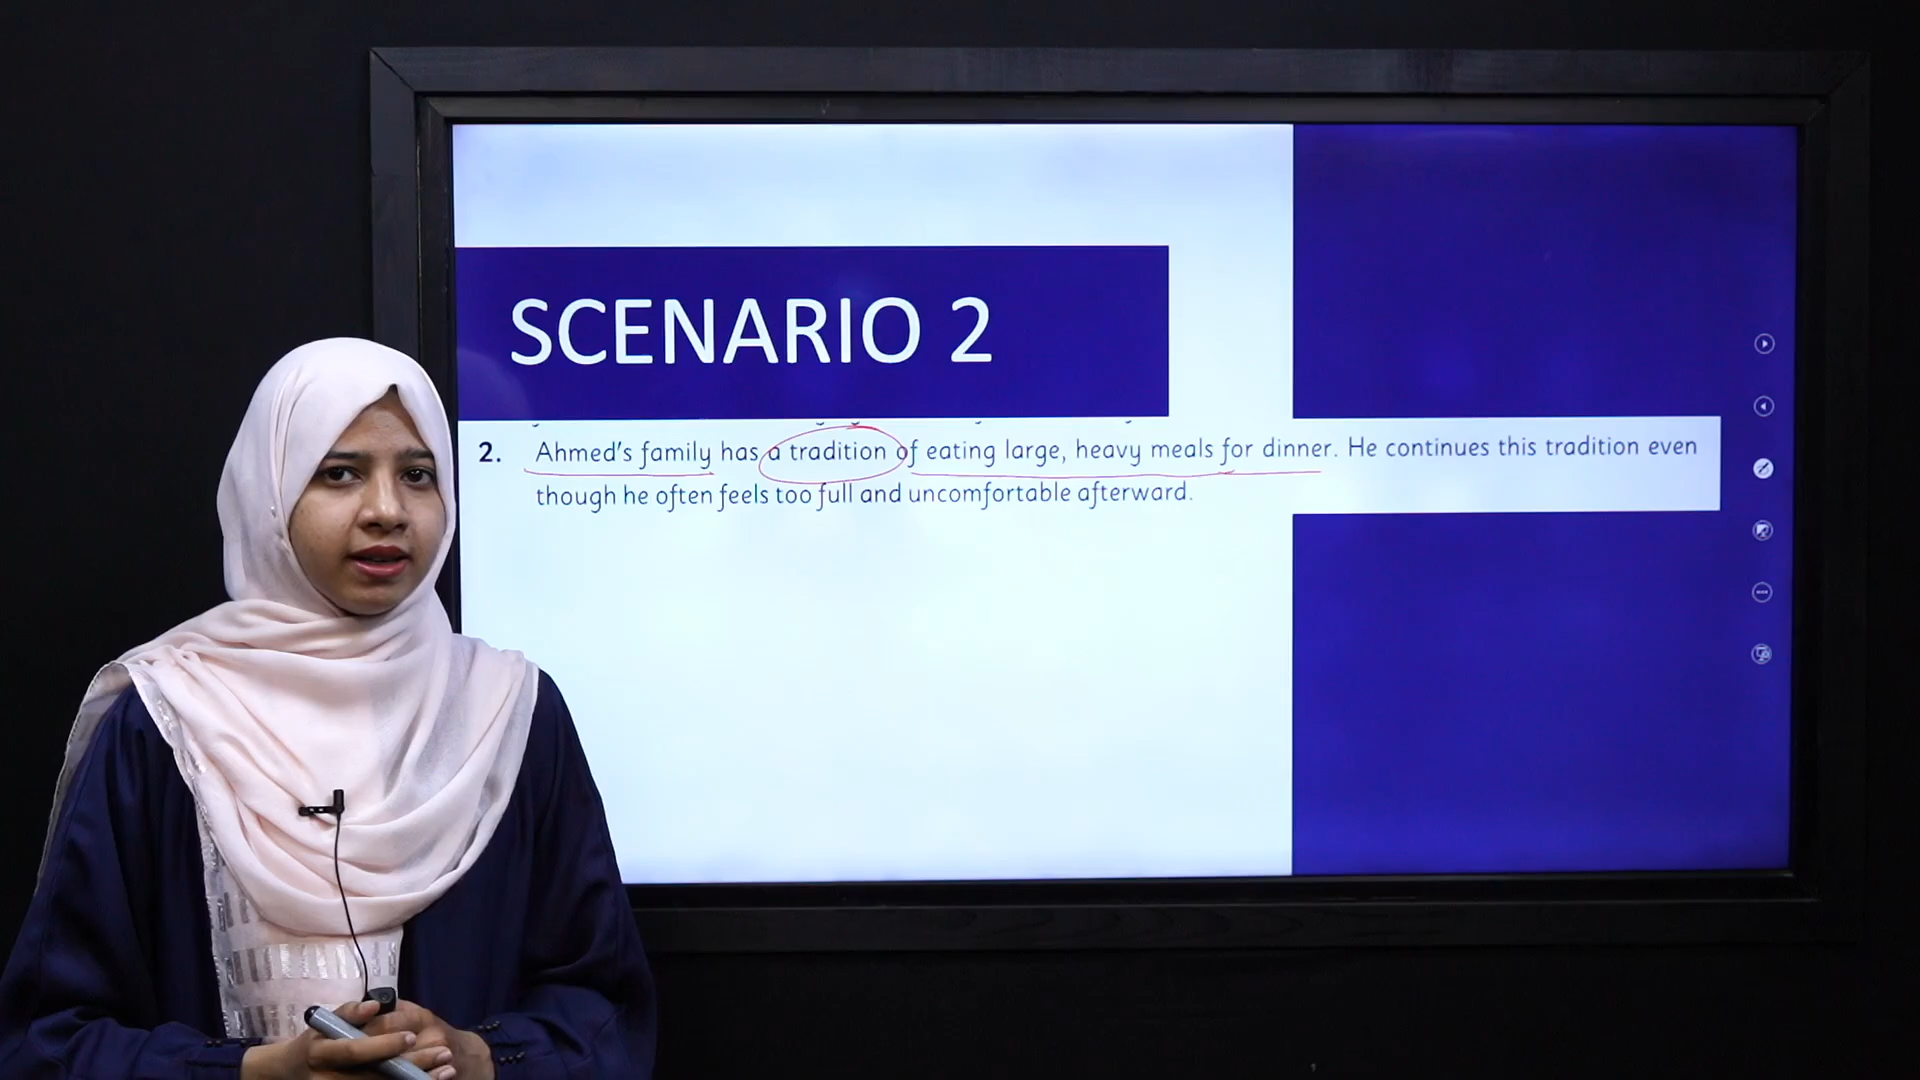 SCENARIO 2
2. Ahmed's family has a tradition of eating large, heavy meals for dinner. He continues this tradition even
though he often feels too full and uncomfortable afterward.